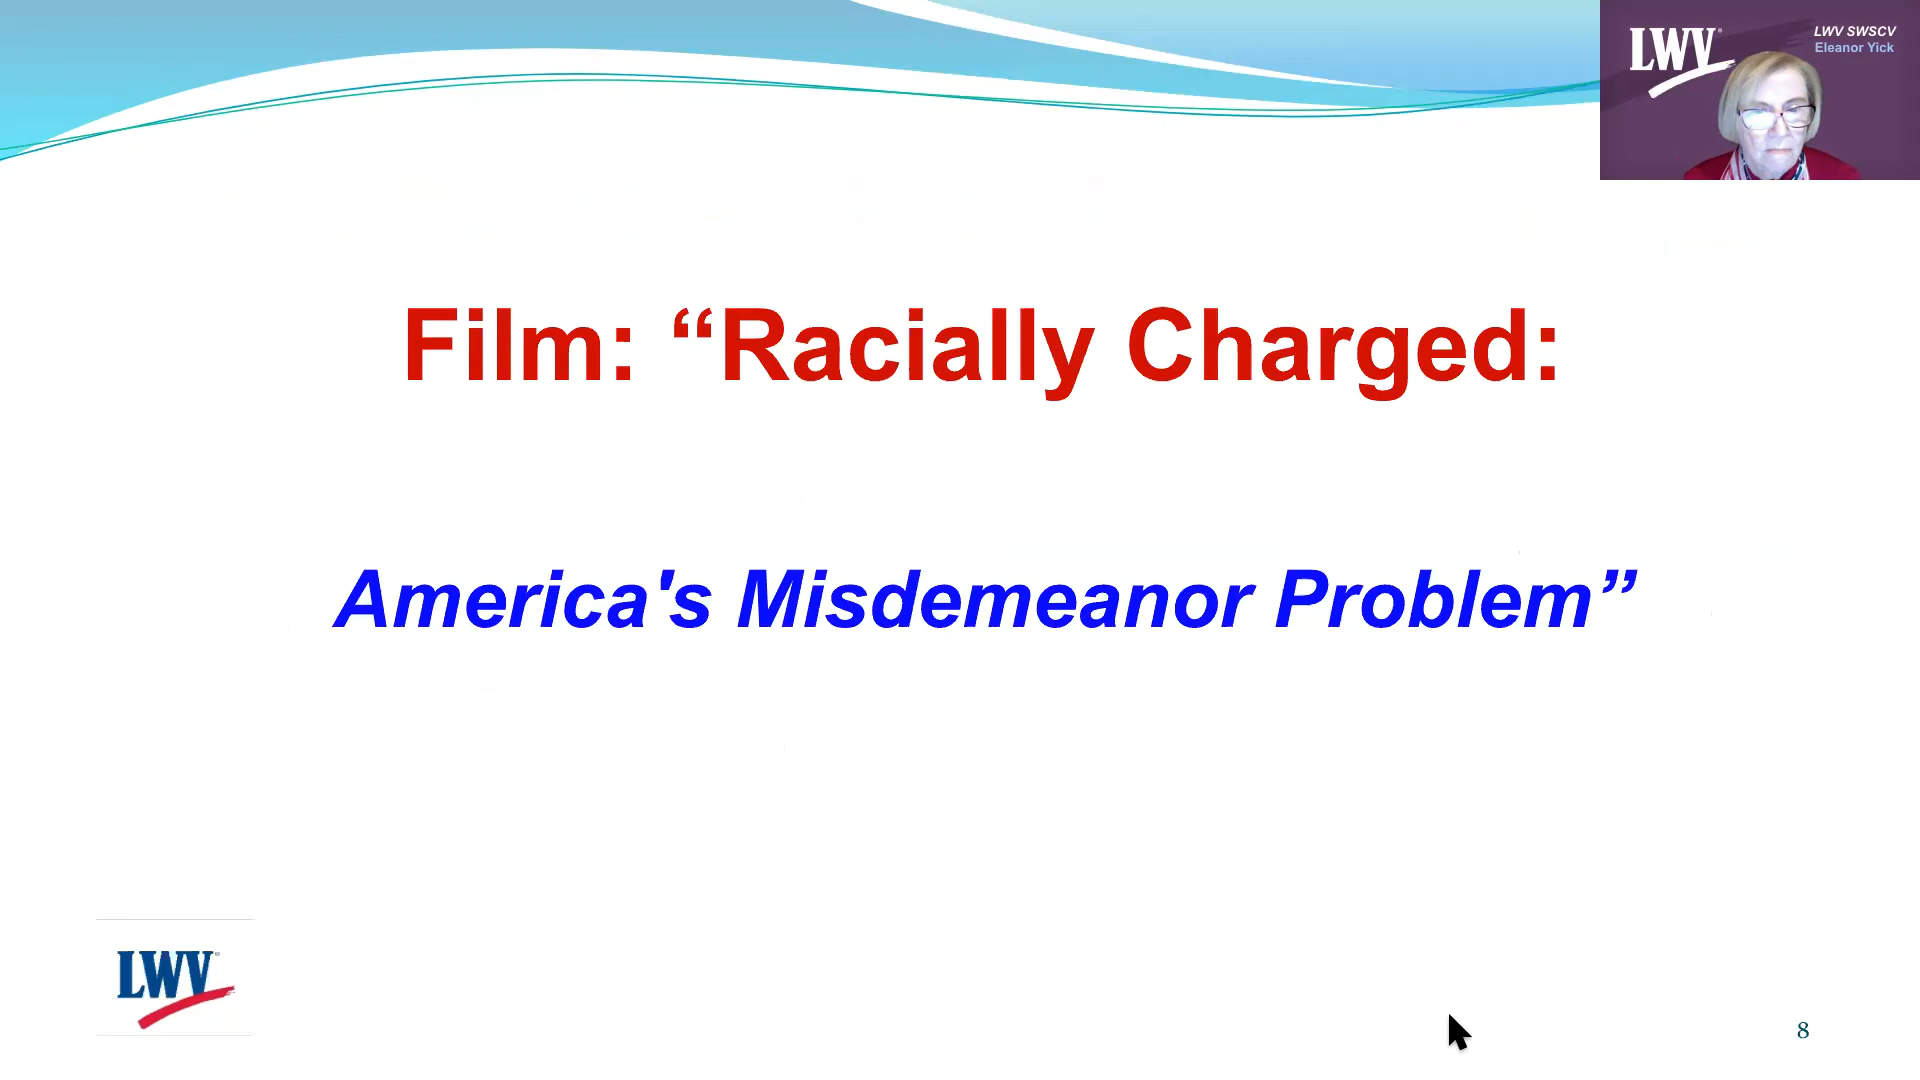 LWV
LWV SWSCV
Eleanor Yick
Film: “Racially Charged:
America's Misdemeanor Problem”
LWV
8